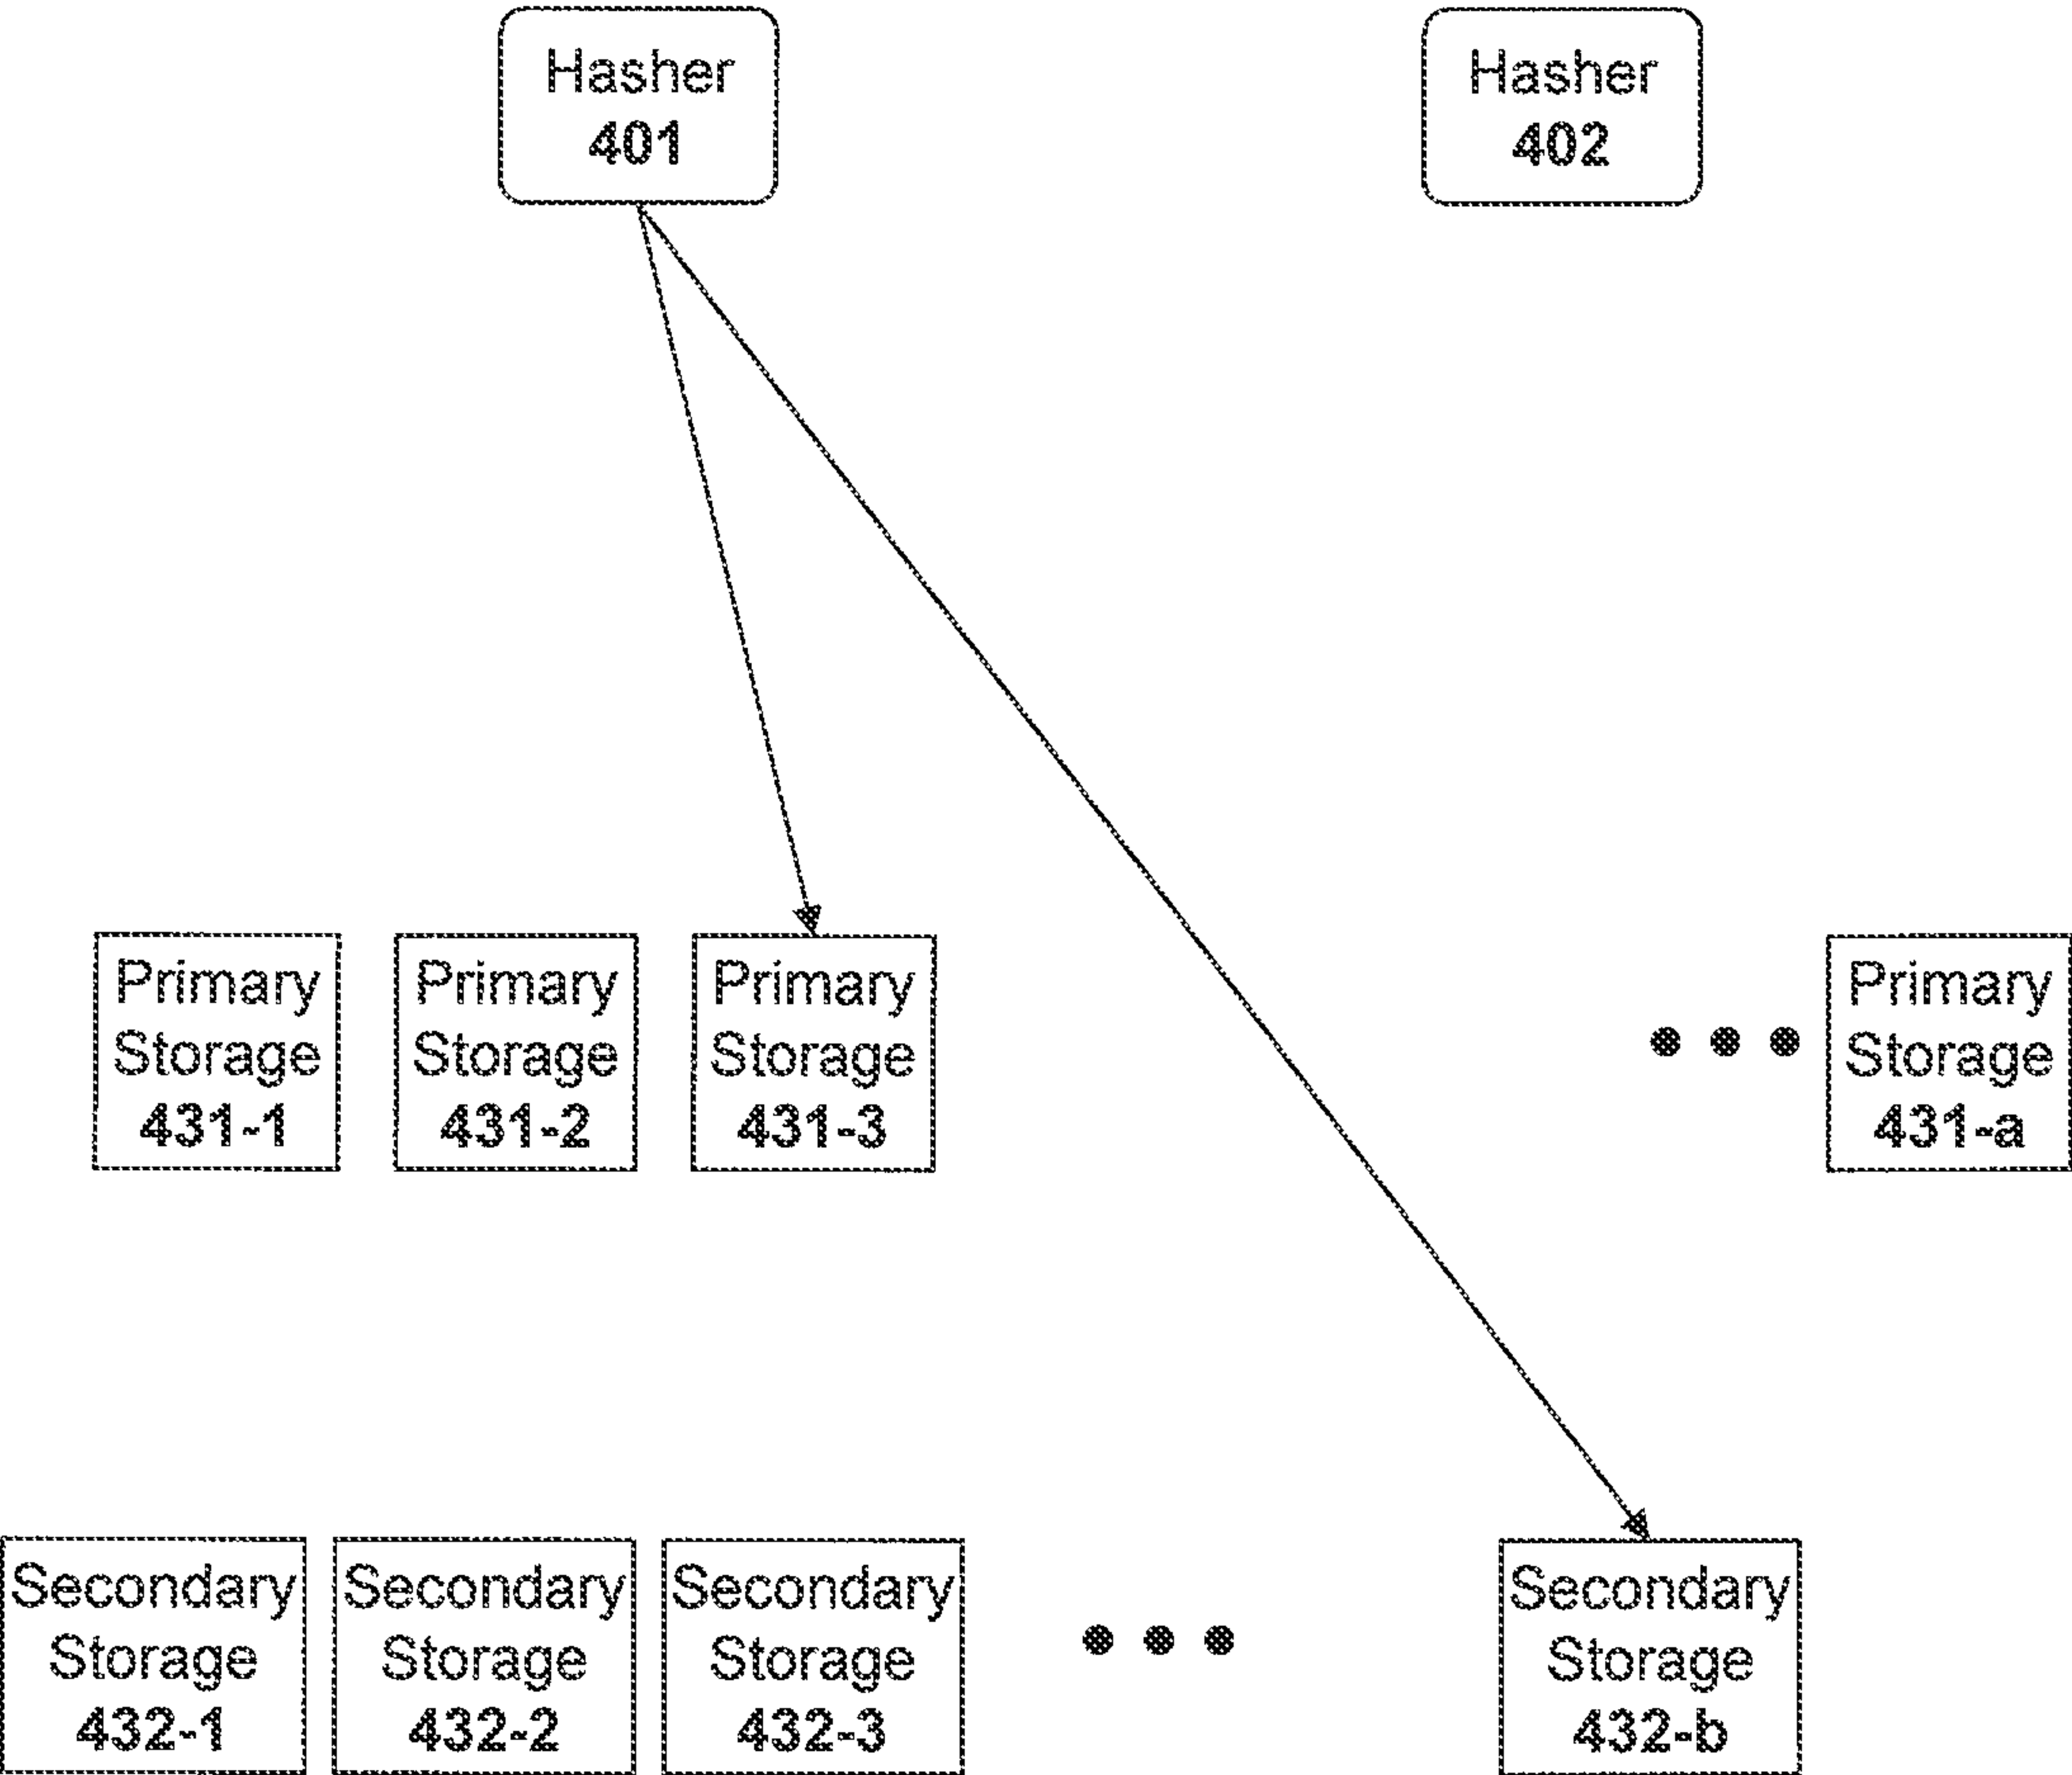 Hasher
401
Hasher
402
Primary
Storage
431-1
Primary
Storage
431-2
Primary
Storage
431-3
Primary
Storage
431-a
Secondary
Storage
432-1
Secondary
Storage
432-2
Secondary
Storage
432-3
Secondary
Storage
432-b